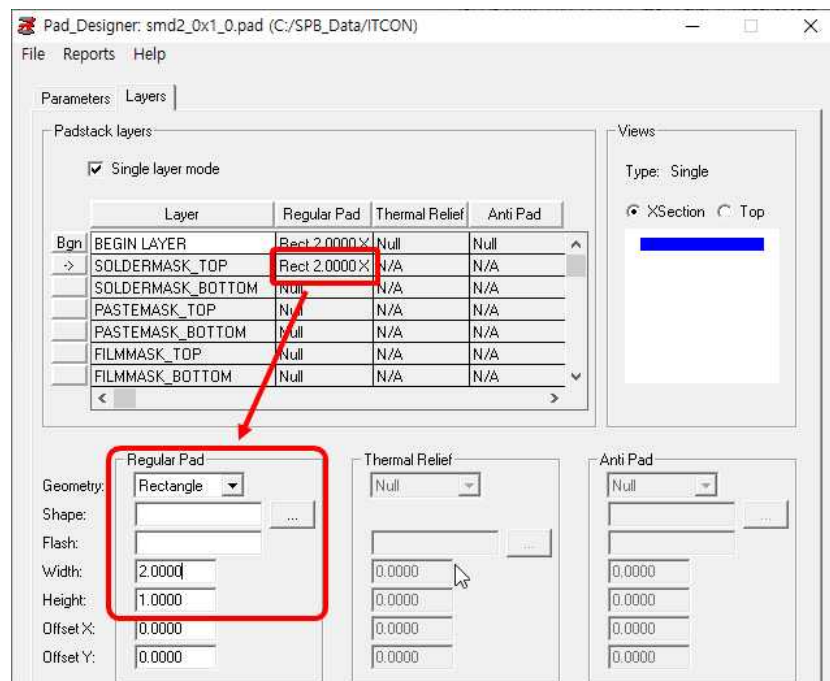 Pad_Designer: smd2_0x1_0.pad (C:/SPB_Data/ITCON)
File Reports Help
Parameters Layers
Padstack layers
Views
Single layer mode
Type: Single
XSection Top
Layer Regular Pad Thermal Relief Anti Pad
Bgn BEGIN LAYER Rect 2.0000 X Null Null
-> SOLDERMASK_TOP Rect 2.0000 X N/A N/A
SOLDERMASK_BOTTOM Null N/A N/A
PASTEMASK_TOP Null N/A N/A
PASTEMASK_BOTTOM Null N/A N/A
FILMMASK_TOP Null N/A N/A
FILMMASK_BOTTOM Null N/A N/A
Regular Pad Thermal Relief Anti Pad
Geometry: Rectangle Null Null
Shape: ... ...
Flash: ...
Width: 2.0000 0.0000 0.0000
Height: 1.0000 0.0000 0.0000
Offset X: 0.0000 0.0000 0.0000
Offset Y: 0.0000 0.0000 0.0000